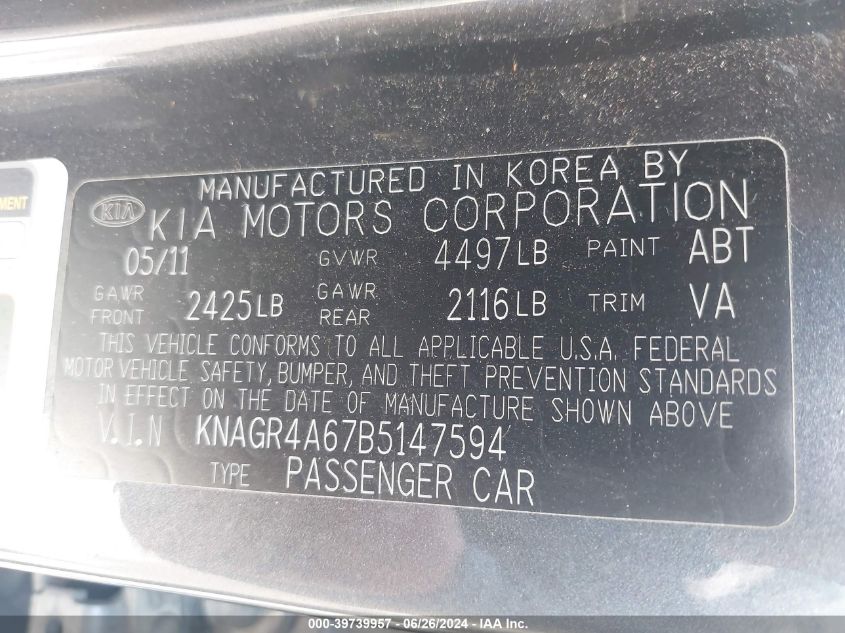 MENT
MANUFACTURED IN KOREA BY
KIA KIA MOTORS CORPORATION
05/11 GVWR 4497LB PAINT ABT
GAWR FRONT 2425LB GAWR REAR 2116LB TRIM VA
THIS VEHICLE CONFORMS TO ALL APPLICABLE U.S.A. FEDERAL
MOTOR VEHICLE SAFETY, BUMPER, AND THEFT PREVENTION STANDARDS
IN EFFECT ON THE DATE OF MANUFACTURE SHOWN ABOVE
V.I.N KNAGR4A67B5147594
TYPE PASSENGER CAR
000-39739957 - 06/26/2024 - IAA Inc.